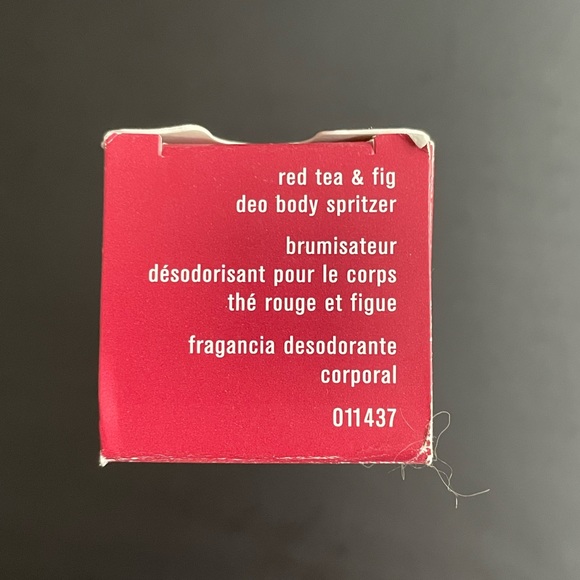 red tea & fig
deo body spritzer
brumisateur
désodorisant pour le corps
thé rouge et figue
fragancia desodorante
corporal
011437